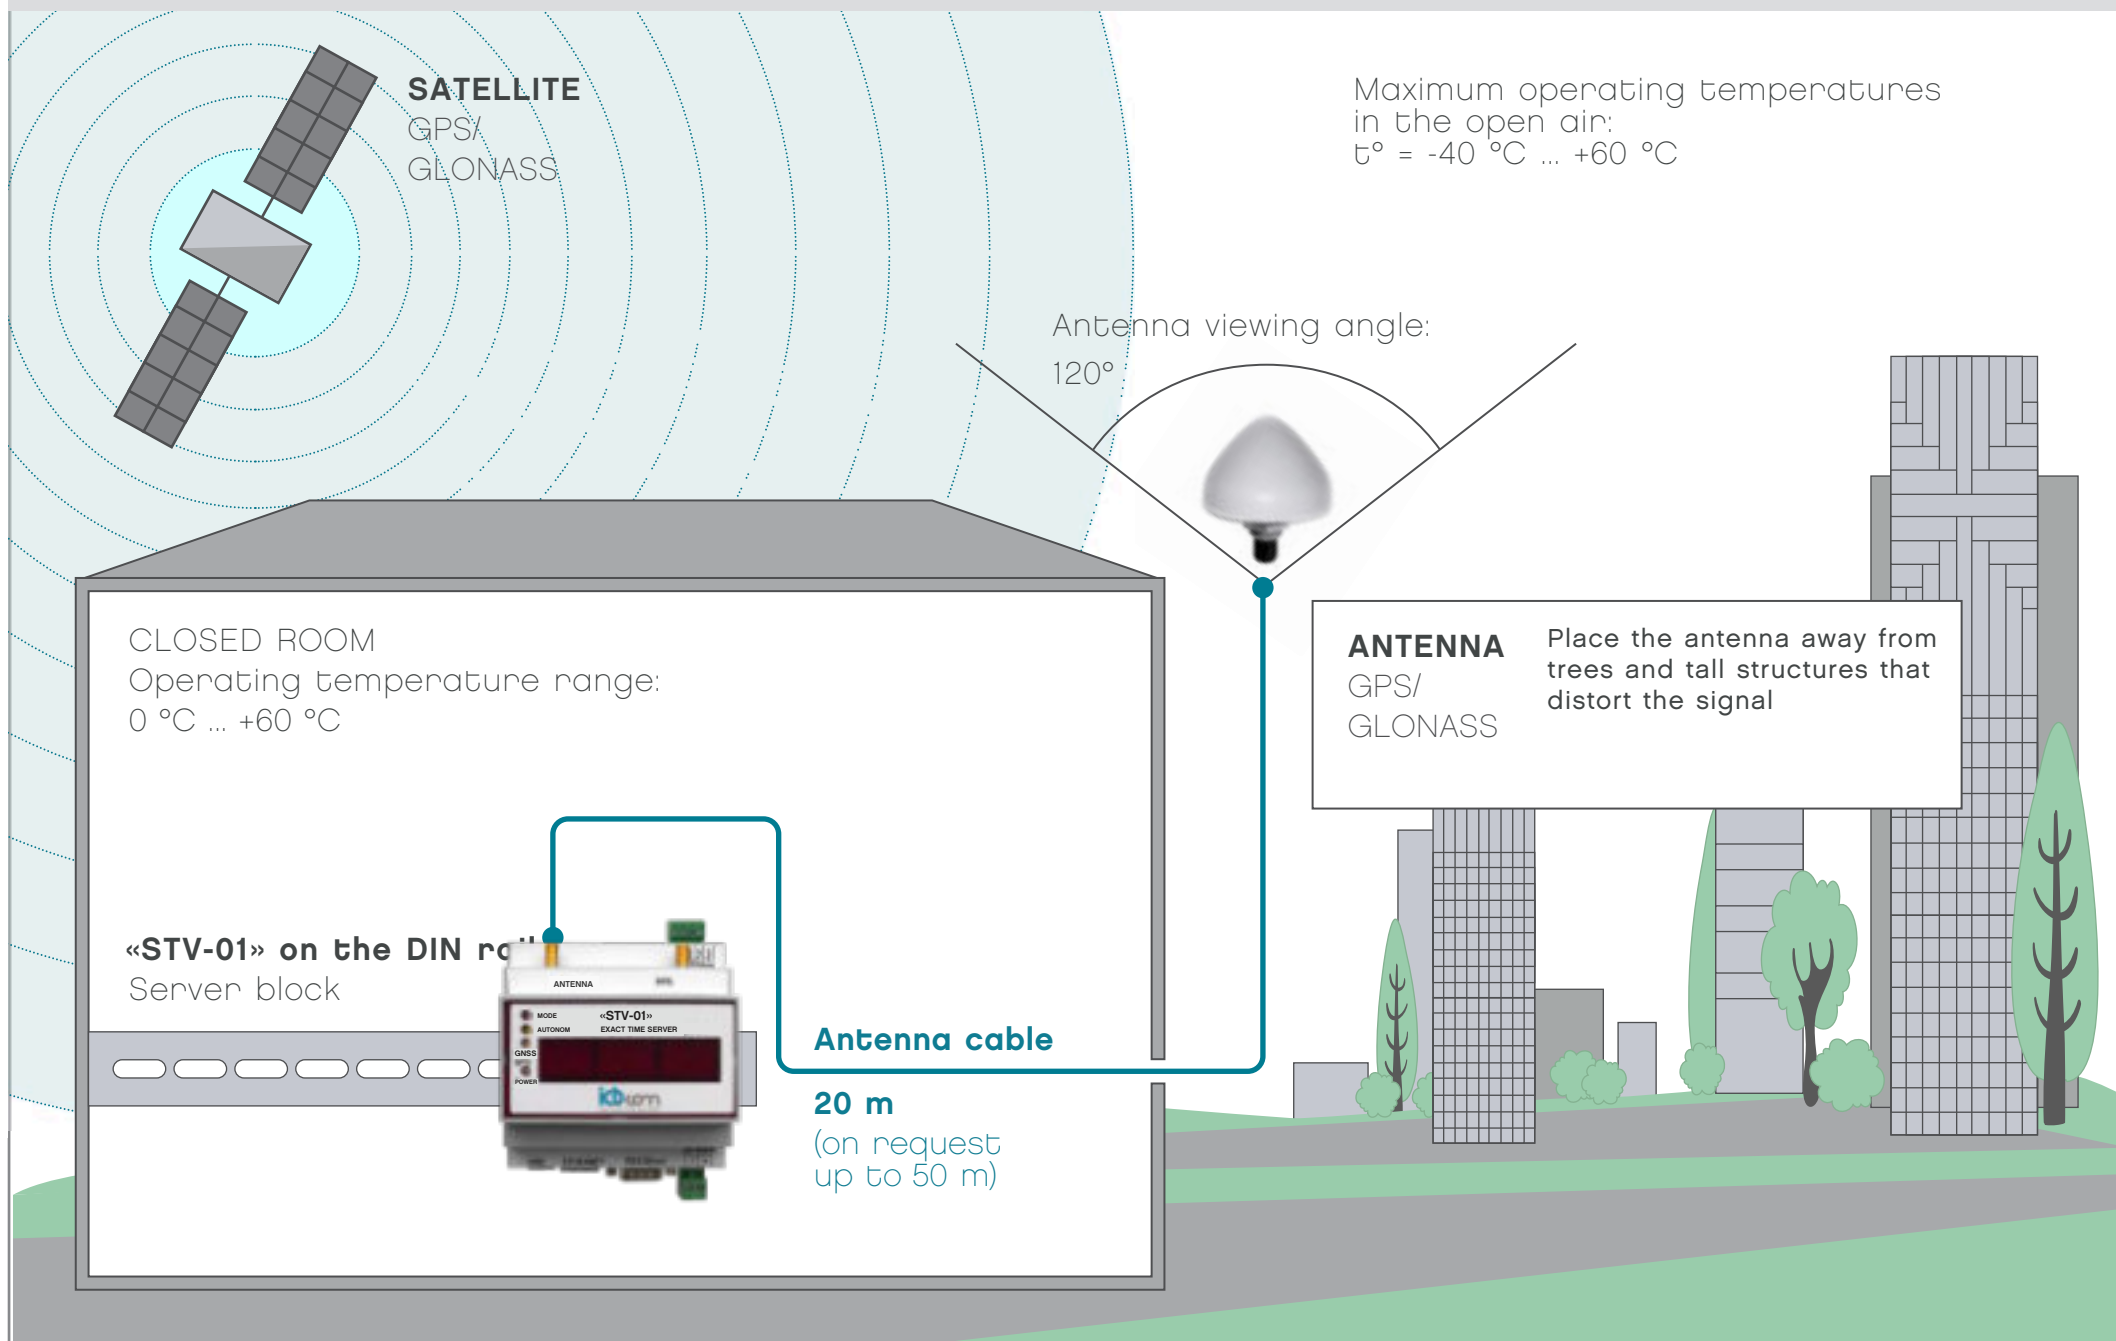 SATELLITE
GPS/
GLONASS
Maximum operating temperatures
in the open air:
t° = -40 °C ... +60 °C
Antenna viewing angle:
120°
CLOSED ROOM
Operating temperature range:
0 °C ... +60 °C
ANTENNA
GPS/
GLONASS
Place the antenna away from
trees and tall structures that
distort the signal
«STV-01» on the DIN
Server block
ANTENNA
MODE
«STV-01»
AUTONOM
EXACT TIME SERVER
GNSS
POWER
Antenna cable
20 m
(on request
up to 50 m)